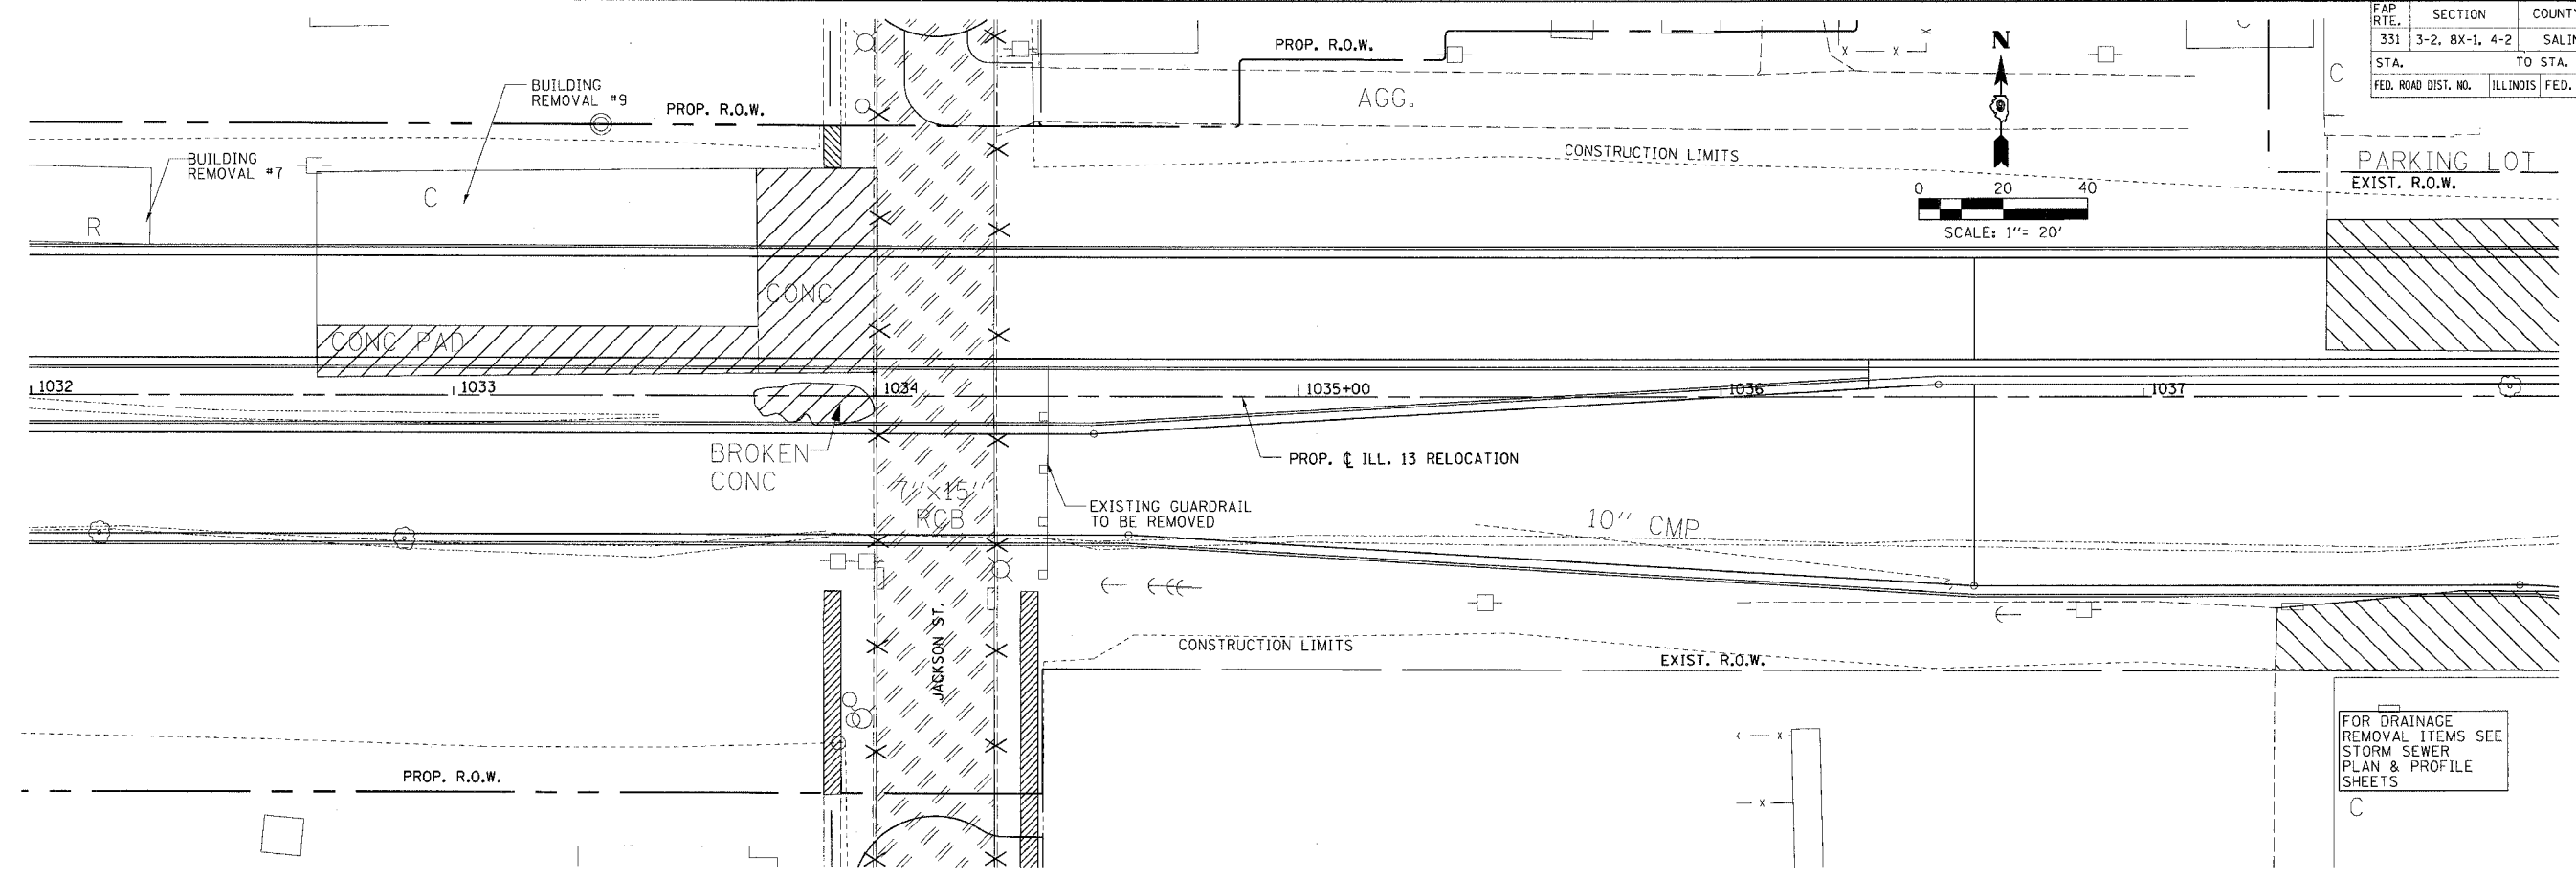 FAP RTE. SECTION COUNTY
331 3-2, 8X-1, 4-2
STA. TO STA.
FED. ROAD DIST. NO. ILLINOIS FED.
PROP. R.O.W.
N
C
BUILDING
REMOVAL #9
PROP. R.O.W.
AGG.
BUILDING
REMOVAL #7
CONSTRUCTION LIMITS
PARKING LOT
EXIST. R.O.W.
C
R
0 20 40
SCALE: 1"= 20'
CONC
CONC PAD
1032
1033
1034
1035+00
1036
1037
BROKEN
CONC
PROP. ℄ ILL. 13 RELOCATION
7"x15"
RCB
EXISTING GUARDRAIL
TO BE REMOVED
10" CMP
JACKSON ST.
CONSTRUCTION LIMITS
EXIST. R.O.W.
PROP. R.O.W.
FOR DRAINAGE
REMOVAL ITEMS SEE
STORM SEWER
PLAN & PROFILE
SHEETS
C